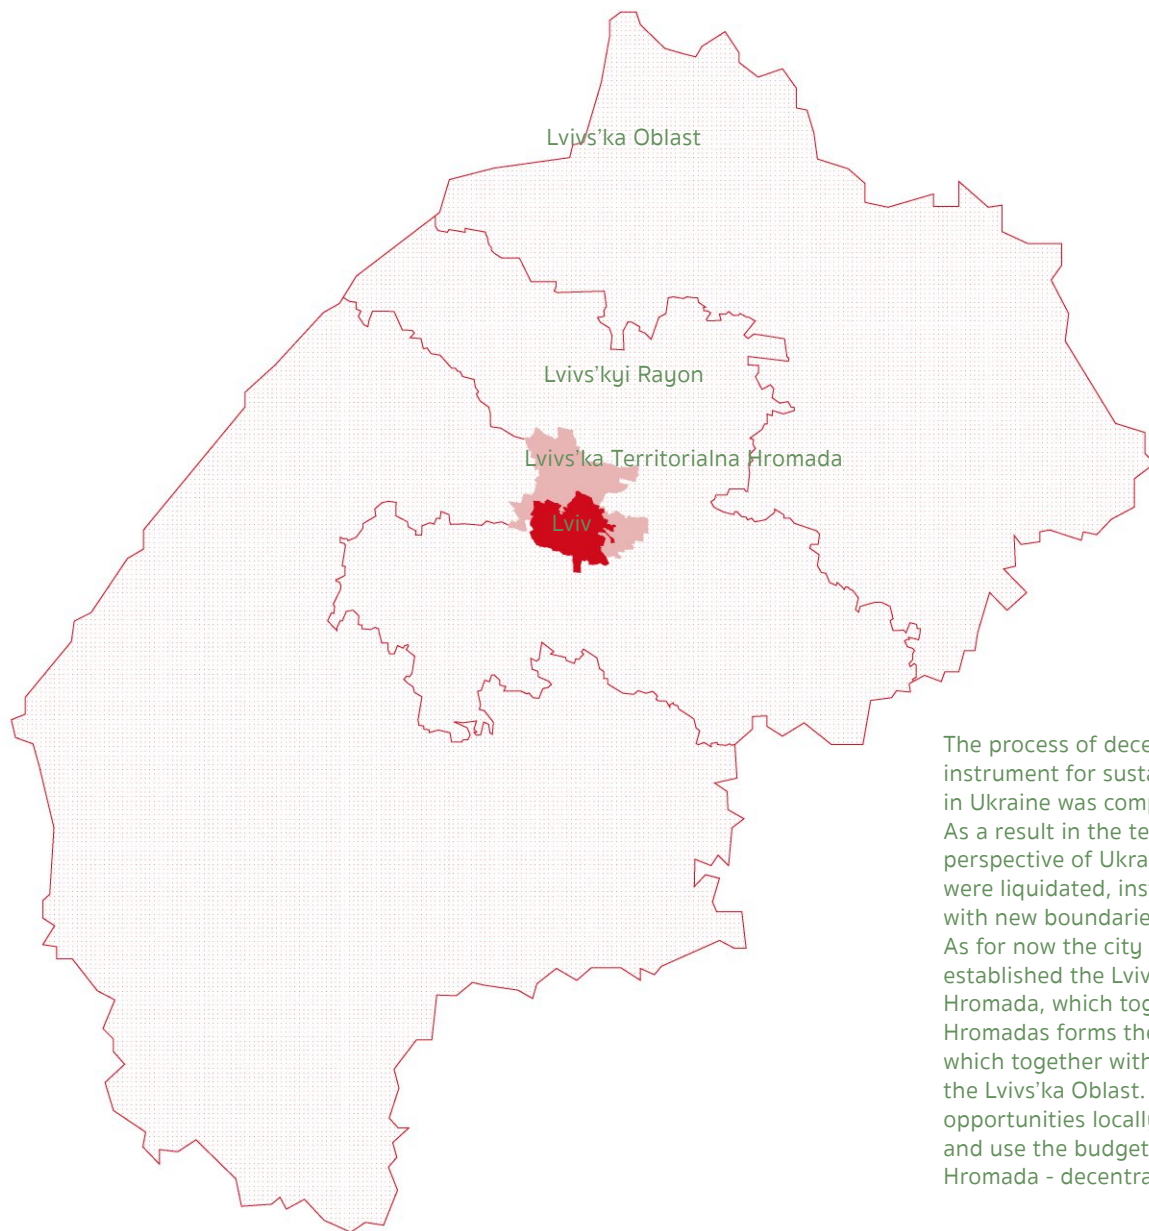 Lvivs'ka Oblast
Lvivs'kyi Rayon
Lvivs'ka Territorialna Hromada
Lviv
The process of dece
instrument for susta
in Ukraine was comp
As a result in the te
perspective of Ukra
were liquidated, inst
with new boundarie
As for now the city
established the Lviv
Hromada, which tog
Hromadas forms the
which together with
the Lvivs'ka Oblast.
opportunities locally
and use the budget
Hromada - decentra